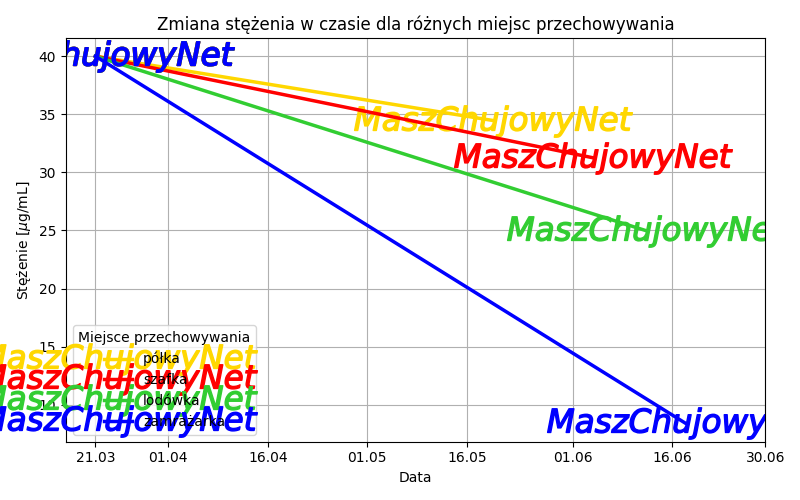 Zmiana stężenia w czasie dla różnych miejsc przechowywania
40
35
30
25
20
15
10
Stężenie [µg/mL]
hujowyNet
MaszChujowyNet
MaszChujowyNet
MaszChujowyNe
MaszChujowy
Miejsce przechowywania
MaszChujowyNet
półka
MaszChujowyNet
szafka
MaszChujowyNet
lodówka
MaszChujowyNet
zamrażarka
21.03 01.04 16.04 01.05 16.05 01.06 16.06 30.06
Data